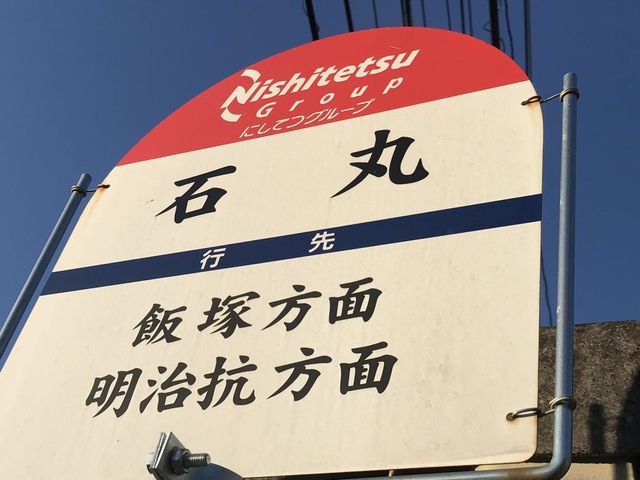 Nishitetsu
Group
にしてつグループ
石丸
行先
飯塚方面
明治抗方面